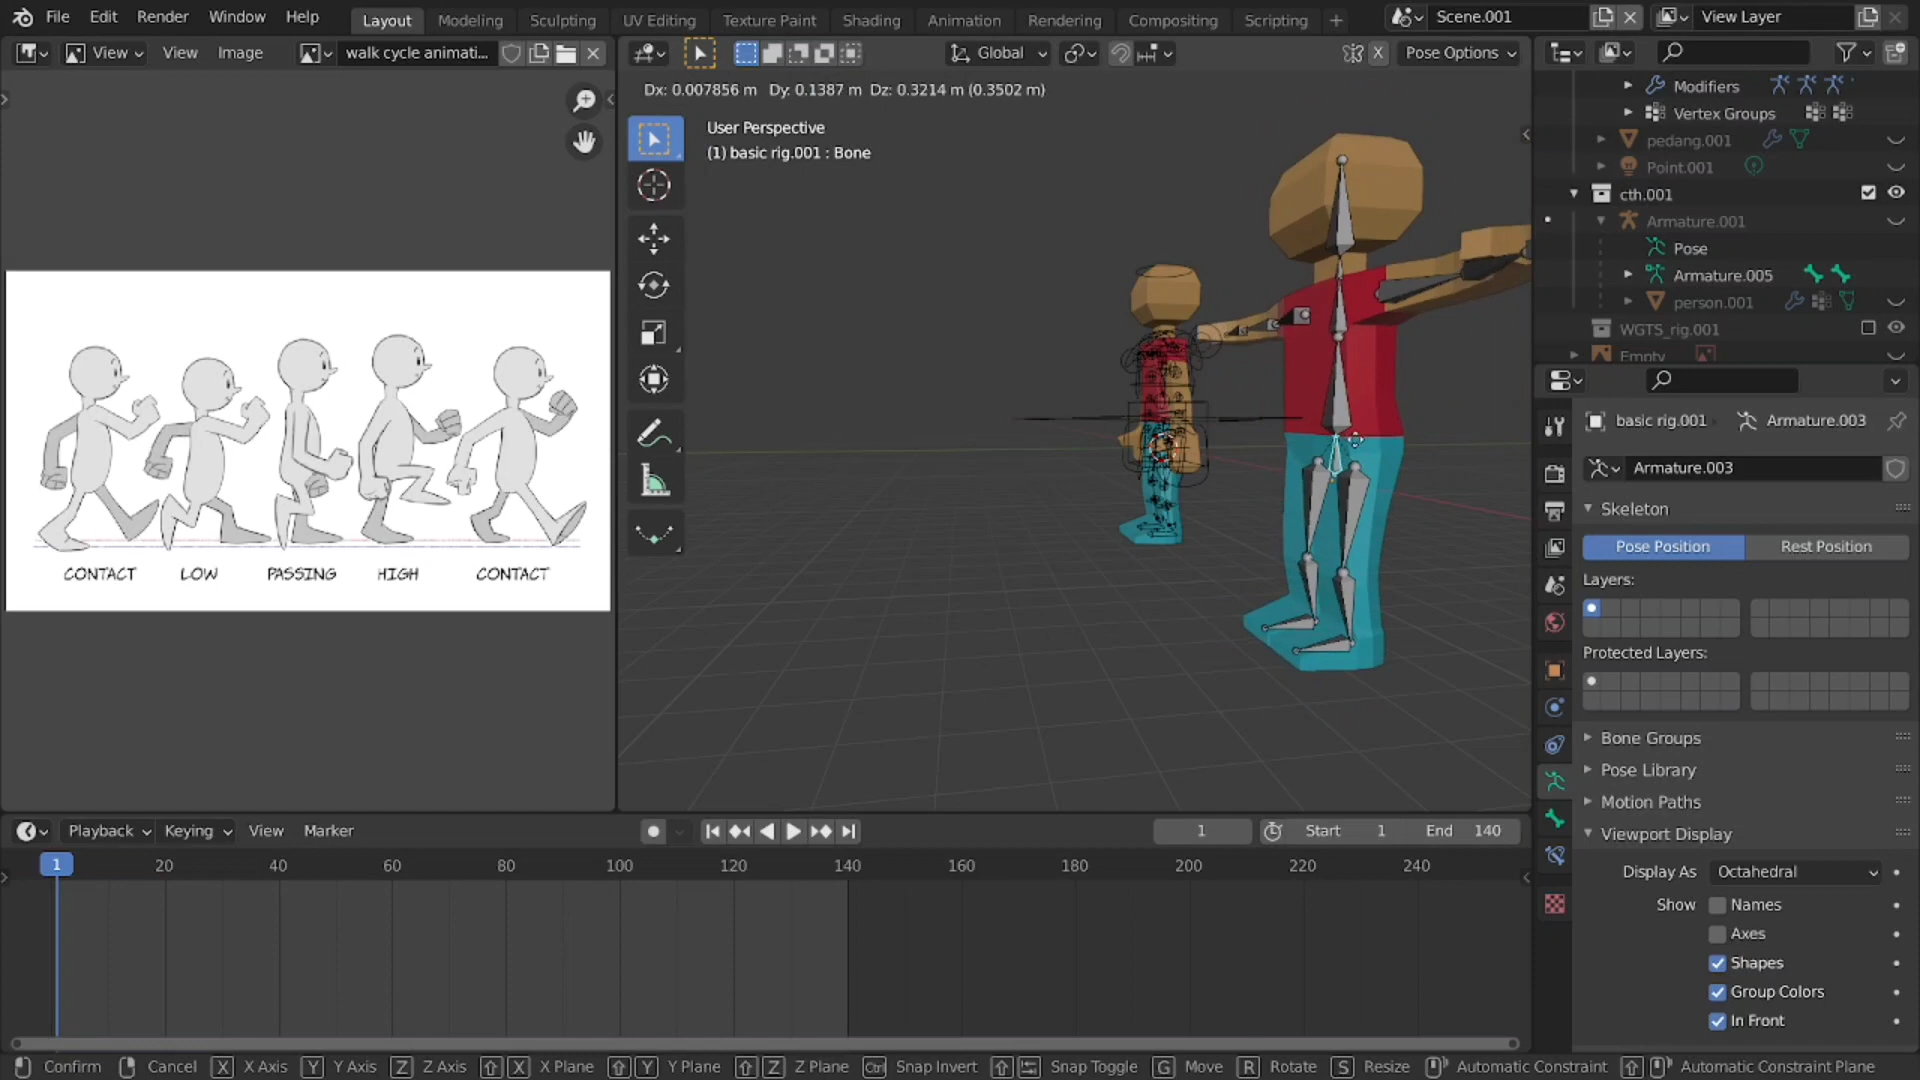 File Edit Render Window Help Layout Modeling Sculpting UV Editing Texture Paint Shading Animation Rendering Compositing Scripting + Scene.001 View Layer
View View Image walk cycle animati... Global X Pose Options
Dx: 0.007856 m Dy: 0.1387 m Dz: 0.3214 m (0.3502 m)
User Perspective
(1) basic rig.001 : Bone
CONTACT LOW PASSING HIGH CONTACT
Modifiers
Vertex Groups
pedang.001
Point.001
cth.001
Armature.001
Pose
Armature.005
person.001
WGTS_rig.001
Empty
basic rig.001 Armature.003
Armature.003
Skeleton
Pose Position Rest Position
Layers:
Protected Layers:
Bone Groups
Pose Library
Motion Paths
Viewport Display
Display As Octahedral
Show Names
Axes
Shapes
Group Colors
In Front
Playback Keying View Marker 1 Start 1 End 140
1 20 40 60 80 100 120 140 160 180 200 220 240
Confirm Cancel X X Axis Y Y Axis Z Z Axis X X Plane Y Y Plane Z Z Plane Ctrl Snap Invert Snap Toggle G Move R Rotate S Resize Automatic Constraint Automatic Constraint Plane